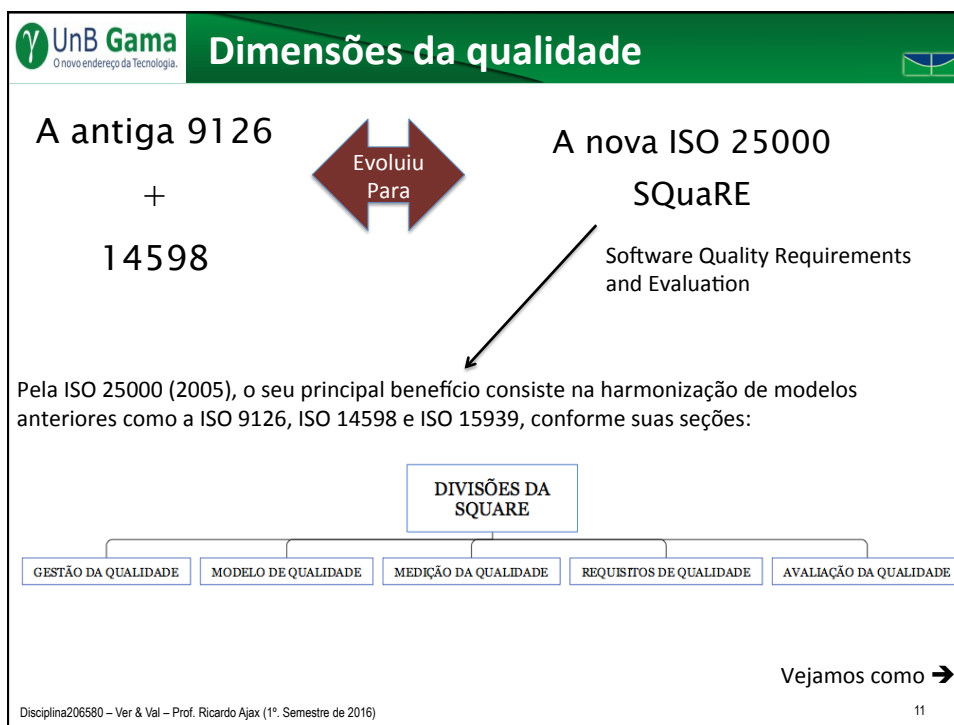 UnB Gama
O novo endereço da Tecnologia.
Dimensões da qualidade
A antiga 9126
+
14598
Evoluiu
Para
A nova ISO 25000
SQuaRE
Software Quality Requirements
and Evaluation
Pela ISO 25000 (2005), o seu principal benefício consiste na harmonização de modelos
anteriores como a ISO 9126, ISO 14598 e ISO 15939, conforme suas seções:
DIVISÕES DA
SQUARE
GESTÃO DA QUALIDADE
MODELO DE QUALIDADE
MEDIÇÃO DA QUALIDADE
REQUISITOS DE QUALIDADE
AVALIAÇÃO DA QUALIDADE
Vejamos como ➔
Disciplina206580 – Ver & Val – Prof. Ricardo Ajax (1º. Semestre de 2016)
11